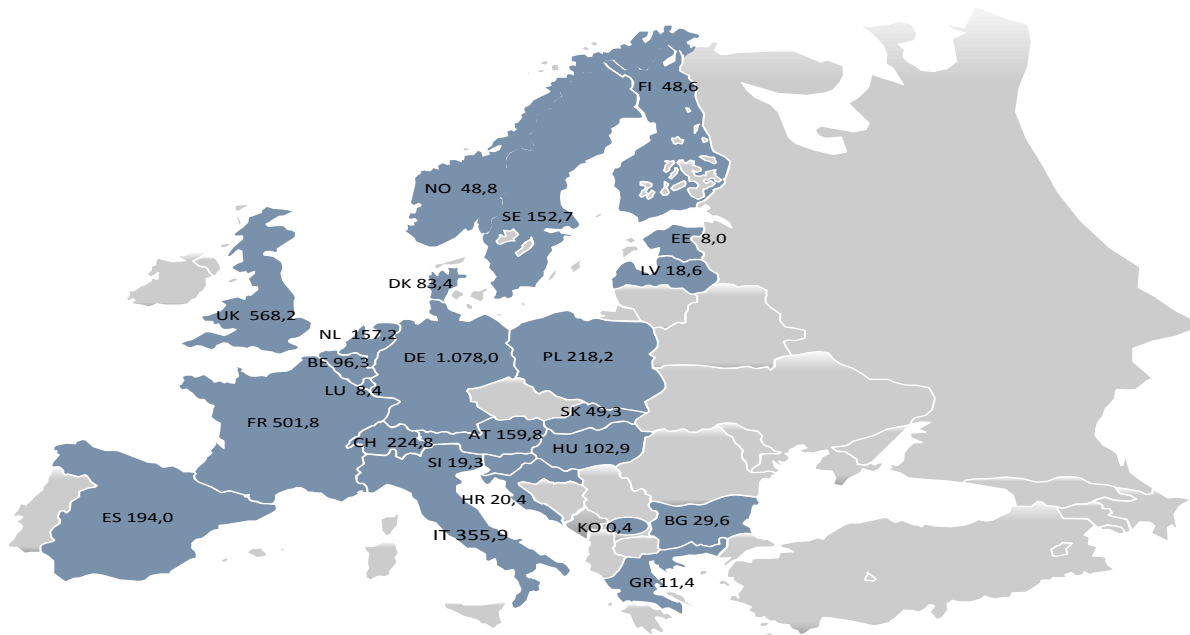 FI 48,6
NO 48,8
SE 152,7
EE 8,0
LV 18,6
DK 83,4
UK 568,2
NL 157,2
DE 1.078,0
PL 218,2
BE 96,3
LU 8,4
SK 49,3
FR 501,8
CH 224,8
AT 159,8
HU 102,9
SI 19,3
HR 20,4
ES 194,0
IT 355,9
KO 0,4
BG 29,6
GR 11,4